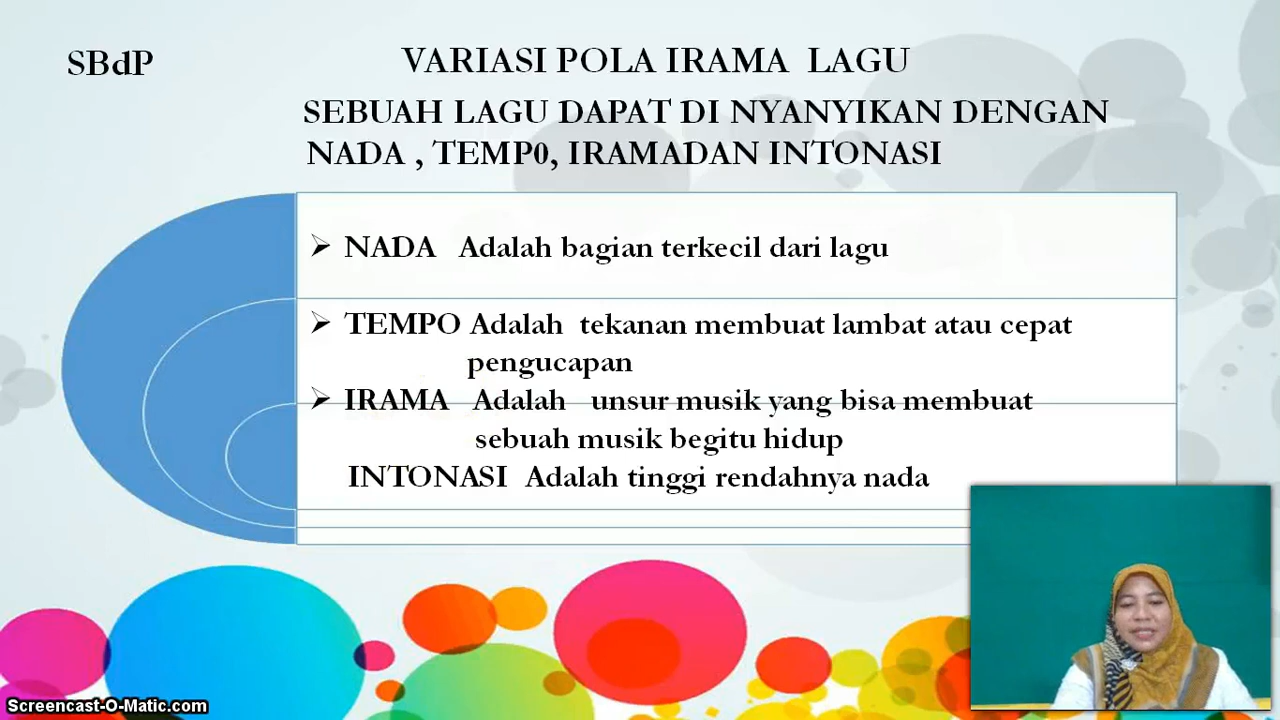 SBdP
VARIASI POLA IRAMA LAGU
SEBUAH LAGU DAPAT DI NYANYIKAN DENGAN
NADA , TEMP0, IRAMADAN INTONASI
➢ NADA Adalah bagian terkecil dari lagu
➢ TEMPO Adalah tekanan membuat lambat atau cepat
pengucapan
➢ IRAMA Adalah unsur musik yang bisa membuat
sebuah musik begitu hidup
INTONASI Adalah tinggi rendahnya nada
Screencast-O-Matic.com